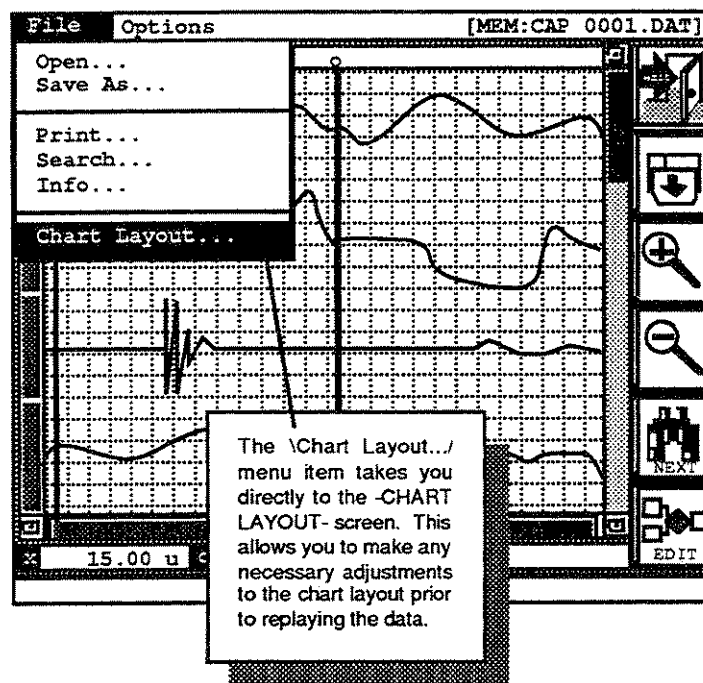 File Options [MEM:CAP 0001.DAT]
Open...
Save As...
Print...
Search...
Info...
Chart Layout...
NEXT
The \Chart Layout.../
menu item takes you
directly to the -CHART
LAYOUT- screen. This
allows you to make any
necessary adjustments
to the chart layout prior
to replaying the data.
EDIT
15.00 u